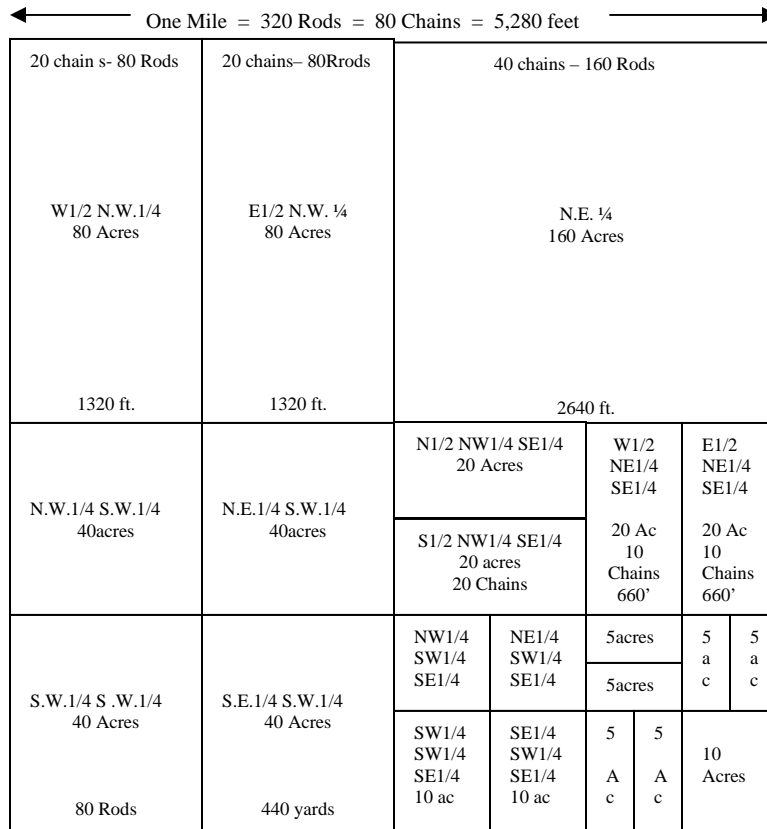 One Mile = 320 Rods = 80 Chains = 5,280 feet
20 chain s- 80 Rods
20 chains– 80Rrods
40 chains – 160 Rods
W1/2 N.W.1/4
80 Acres
E1/2 N.W. ¼
80 Acres
N.E. ¼
160 Acres
1320 ft.
1320 ft.
2640 ft.
N.W.1/4 S.W.1/4
40acres
N.E.1/4 S.W.1/4
40acres
N1/2 NW1/4 SE1/4
20 Acres
S1/2 NW1/4 SE1/4
20 acres
20 Chains
W1/2
NE1/4
SE1/4
20 Ac
10
Chains
660’
E1/2
NE1/4
SE1/4
20 Ac
10
Chains
660’
S.W.1/4 S .W.1/4
40 Acres
80 Rods
S.E.1/4 S.W.1/4
40 Acres
440 yards
NW1/4
SW1/4
SE1/4
NE1/4
SW1/4
SE1/4
5acres
5acres
5
a
c
5
a
c
SW1/4
SW1/4
SE1/4
10 ac
SE1/4
SW1/4
SE1/4
10 ac
5
A
c
5
A
c
10
Acres